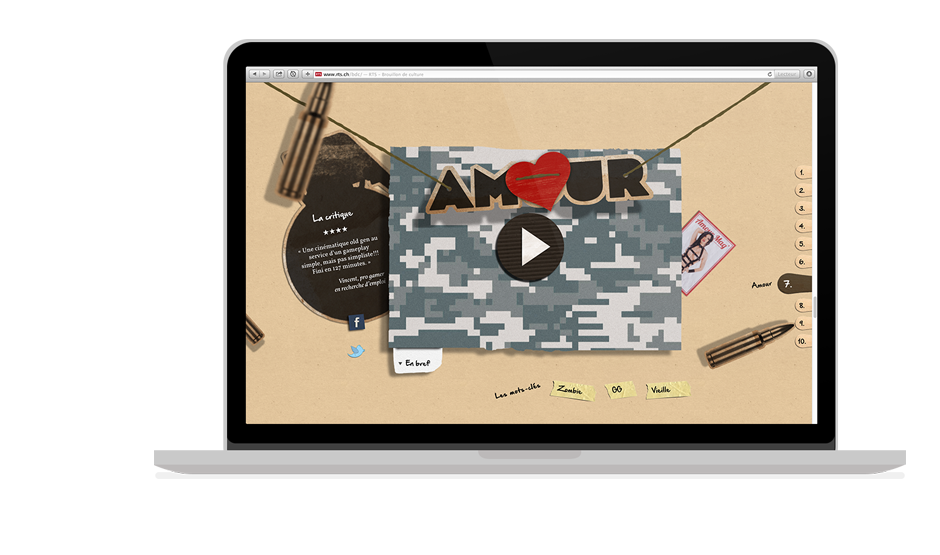 www.rts.ch/bdc/ — RTS - Brouillon de culture
AMOUR
La critique
★★★★
« Une cinématique old gen au
service d'un gameplay
simple, mais pas simpliste!!!
Fini en 127 minutes. »
Vincent, pro gamer
en recherche d'emploi
En bref
Les mots-clés
Zombie
GG
Vieille
1.
2.
3.
4.
5.
6.
Amour 7.
8.
9.
10.